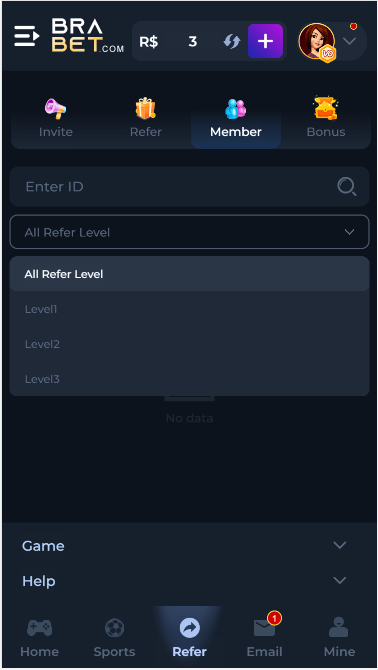 BRA
BET.COM
R$ 3
V0
Invite Refer Member Bonus
Enter ID
All Refer Level
All Refer Level
Level1
Level2
Level3
No data
Game
Help
1
Home Sports Refer Email Mine